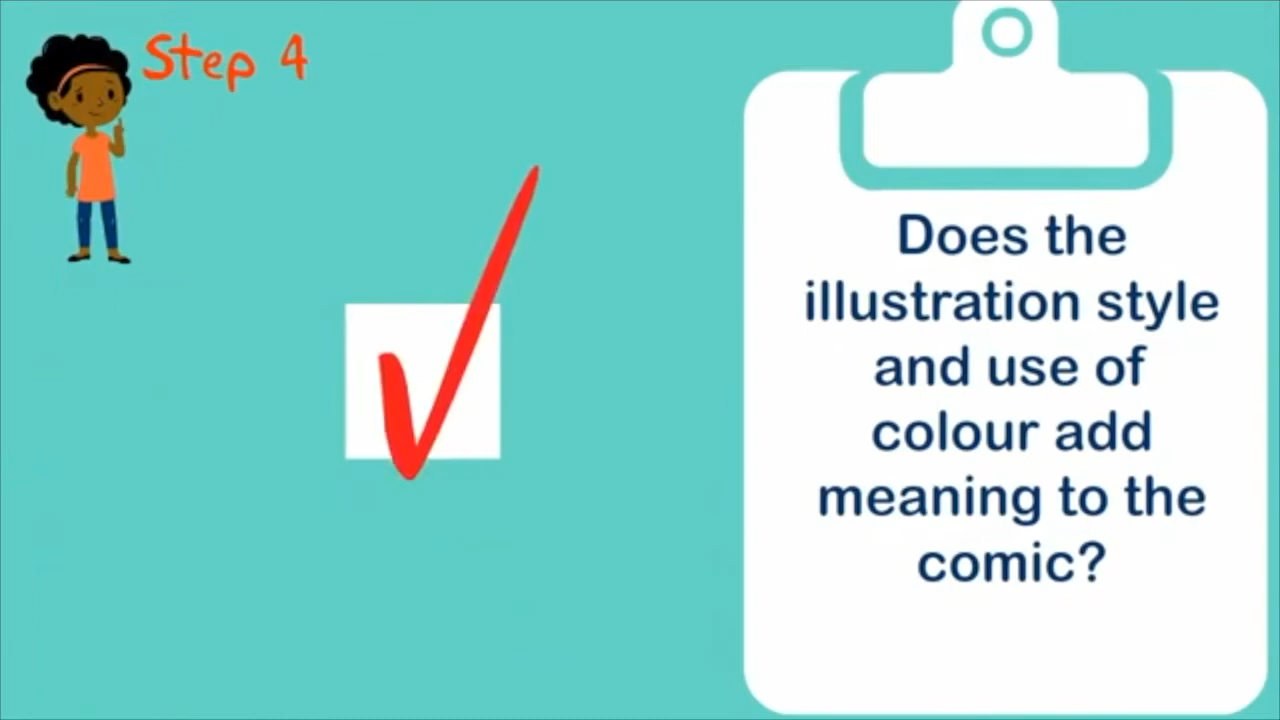 Step 4
Does the
illustration style
and use of
colour add
meaning to the
comic?